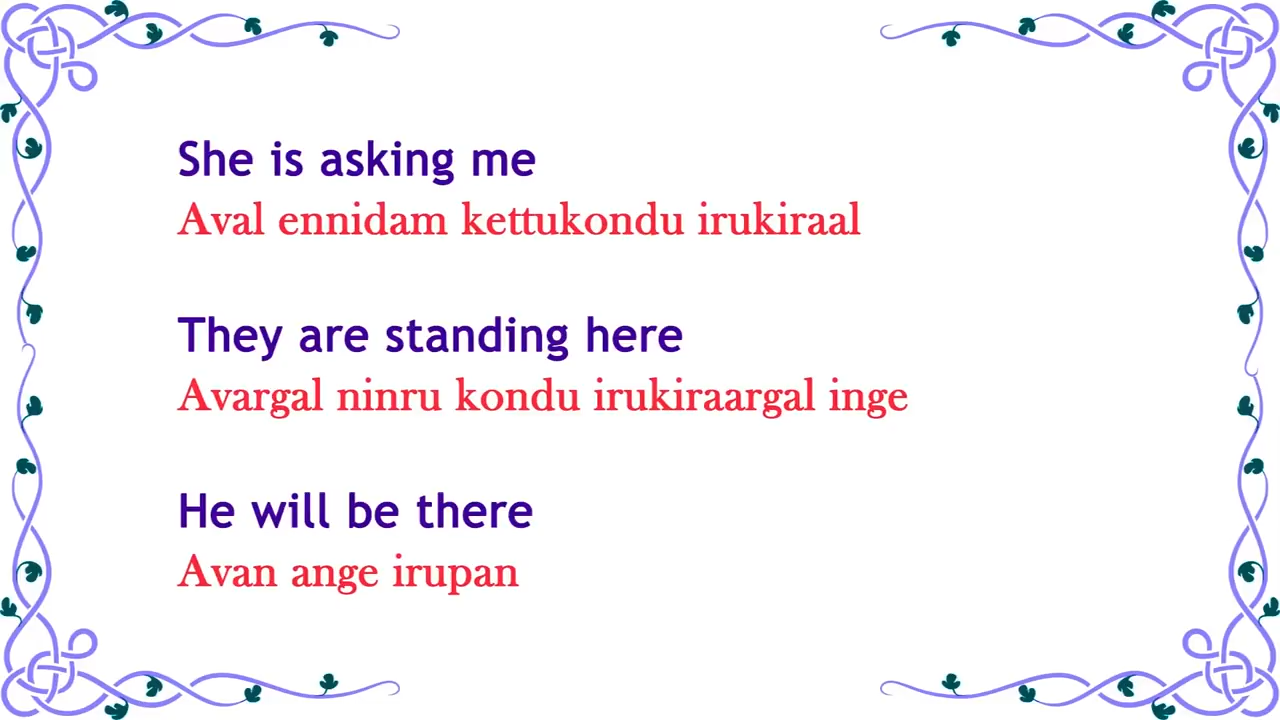 She is asking me
Aval ennidam kettukondu irukiraal
They are standing here
Avargal ninru kondu irukiraargal inge
He will be there
Avan ange irupan